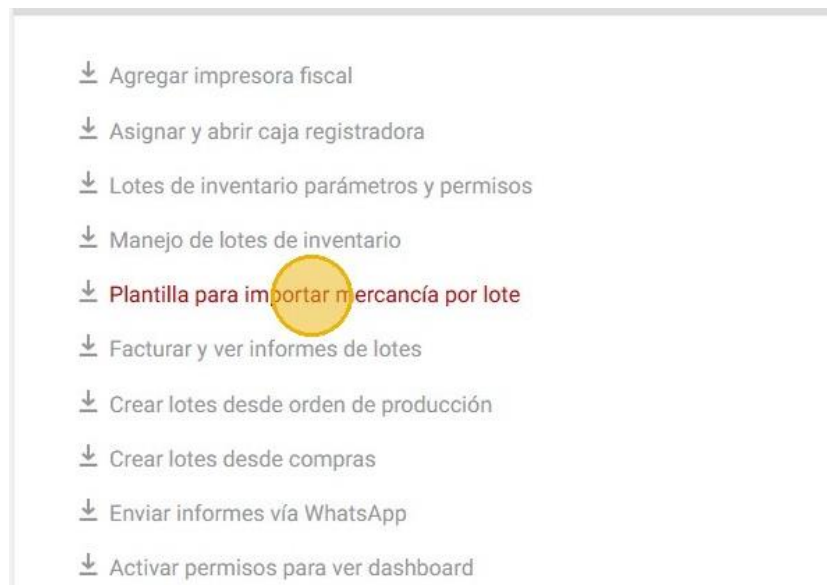 Agregar impresora fiscal
Asignar y abrir caja registradora
Lotes de inventario parámetros y permisos
Manejo de lotes de inventario
Plantilla para importar mercancía por lote
Facturar y ver informes de lotes
Crear lotes desde orden de producción
Crear lotes desde compras
Enviar informes vía WhatsApp
Activar permisos para ver dashboard